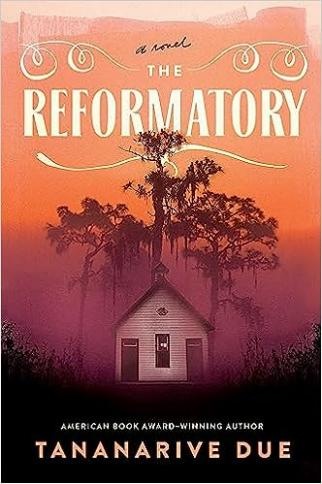 a novel
THE
REFORMATORY
AMERICAN BOOK AWARD–WINNING AUTHOR
TANANARIVE DUE